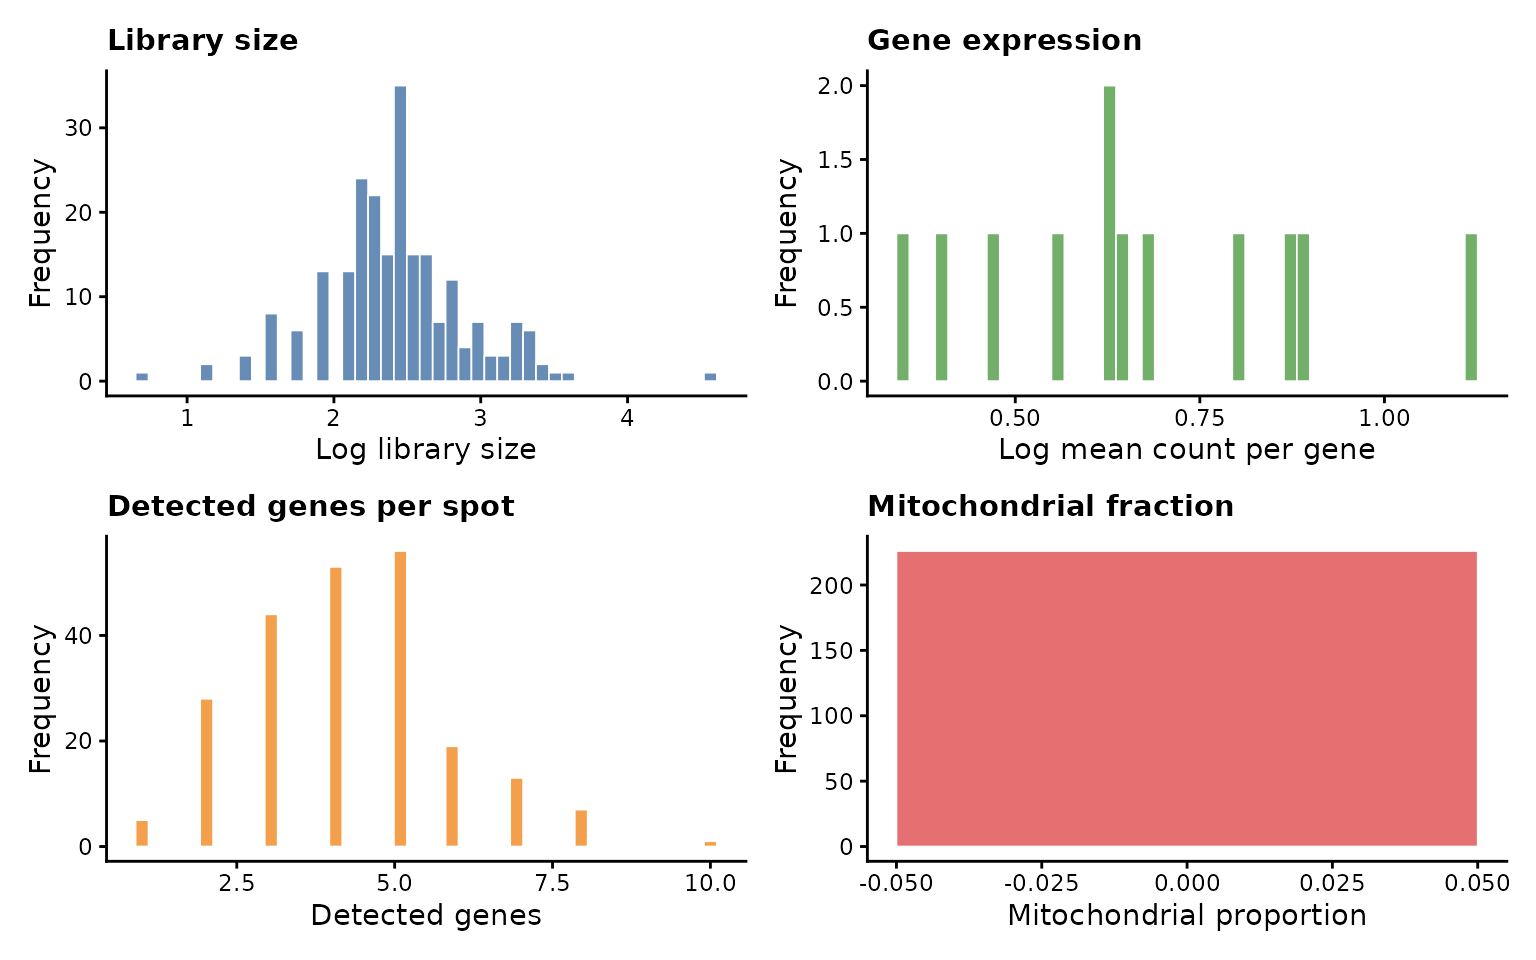 Library size
Frequency
30
20
10
0
1 2 3 4
Log library size
Gene expression
Frequency
2.0
1.5
1.0
0.5
0.0
0.50 0.75 1.00
Log mean count per gene
Detected genes per spot
Frequency
40
20
0
2.5 5.0 7.5 10.0
Detected genes
Mitochondrial fraction
Frequency
200
150
100
50
0
-0.050 -0.025 0.000 0.025 0.050
Mitochondrial proportion